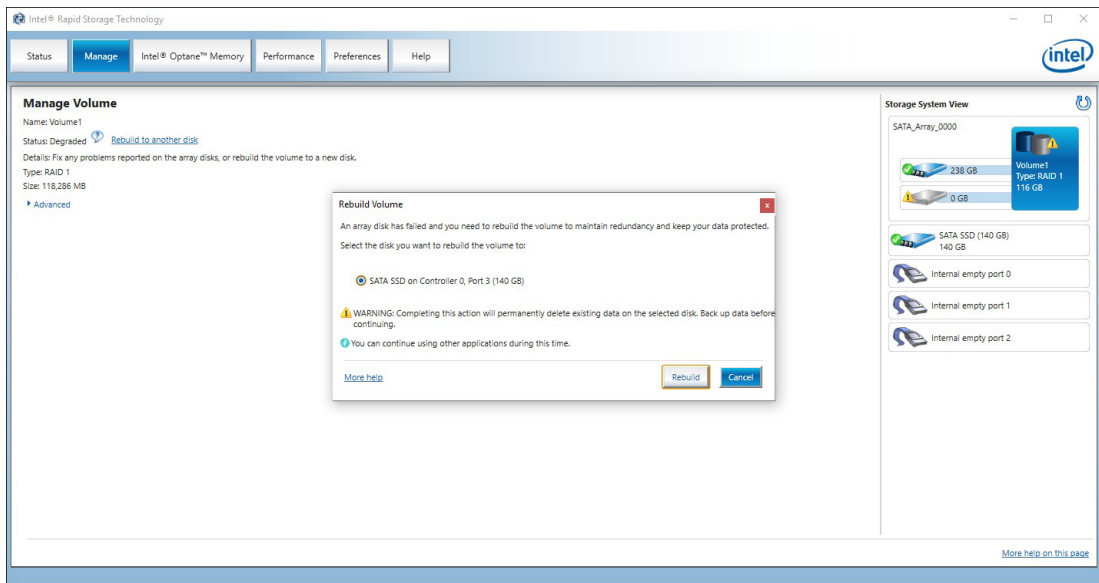 Intel® Rapid Storage Technology
Status
Manage
Intel® Optane™ Memory
Performance
Preferences
Help
intel
Manage Volume
Name: Volume1
Status: Degraded ? Rebuild to another disk
Details: Fix any problems reported on the array disks, or rebuild the volume to a new disk.
Type: RAID 1
Size: 118,286 MB
Advanced
Rebuild Volume
An array disk has failed and you need to rebuild the volume to maintain redundancy and keep your data protected.
Select the disk you want to rebuild the volume to:
SATA SSD on Controller 0, Port 3 (140 GB)
WARNING: Completing this action will permanently delete existing data on the selected disk. Back up data before
continuing.
You can continue using other applications during this time.
More help
Rebuild
Cancel
Storage System View
SATA_Array_0000
238 GB
0 GB
Volume1
Type: RAID 1
116 GB
SATA SSD (140 GB)
140 GB
Internal empty port 0
Internal empty port 1
Internal empty port 2
More help on this page